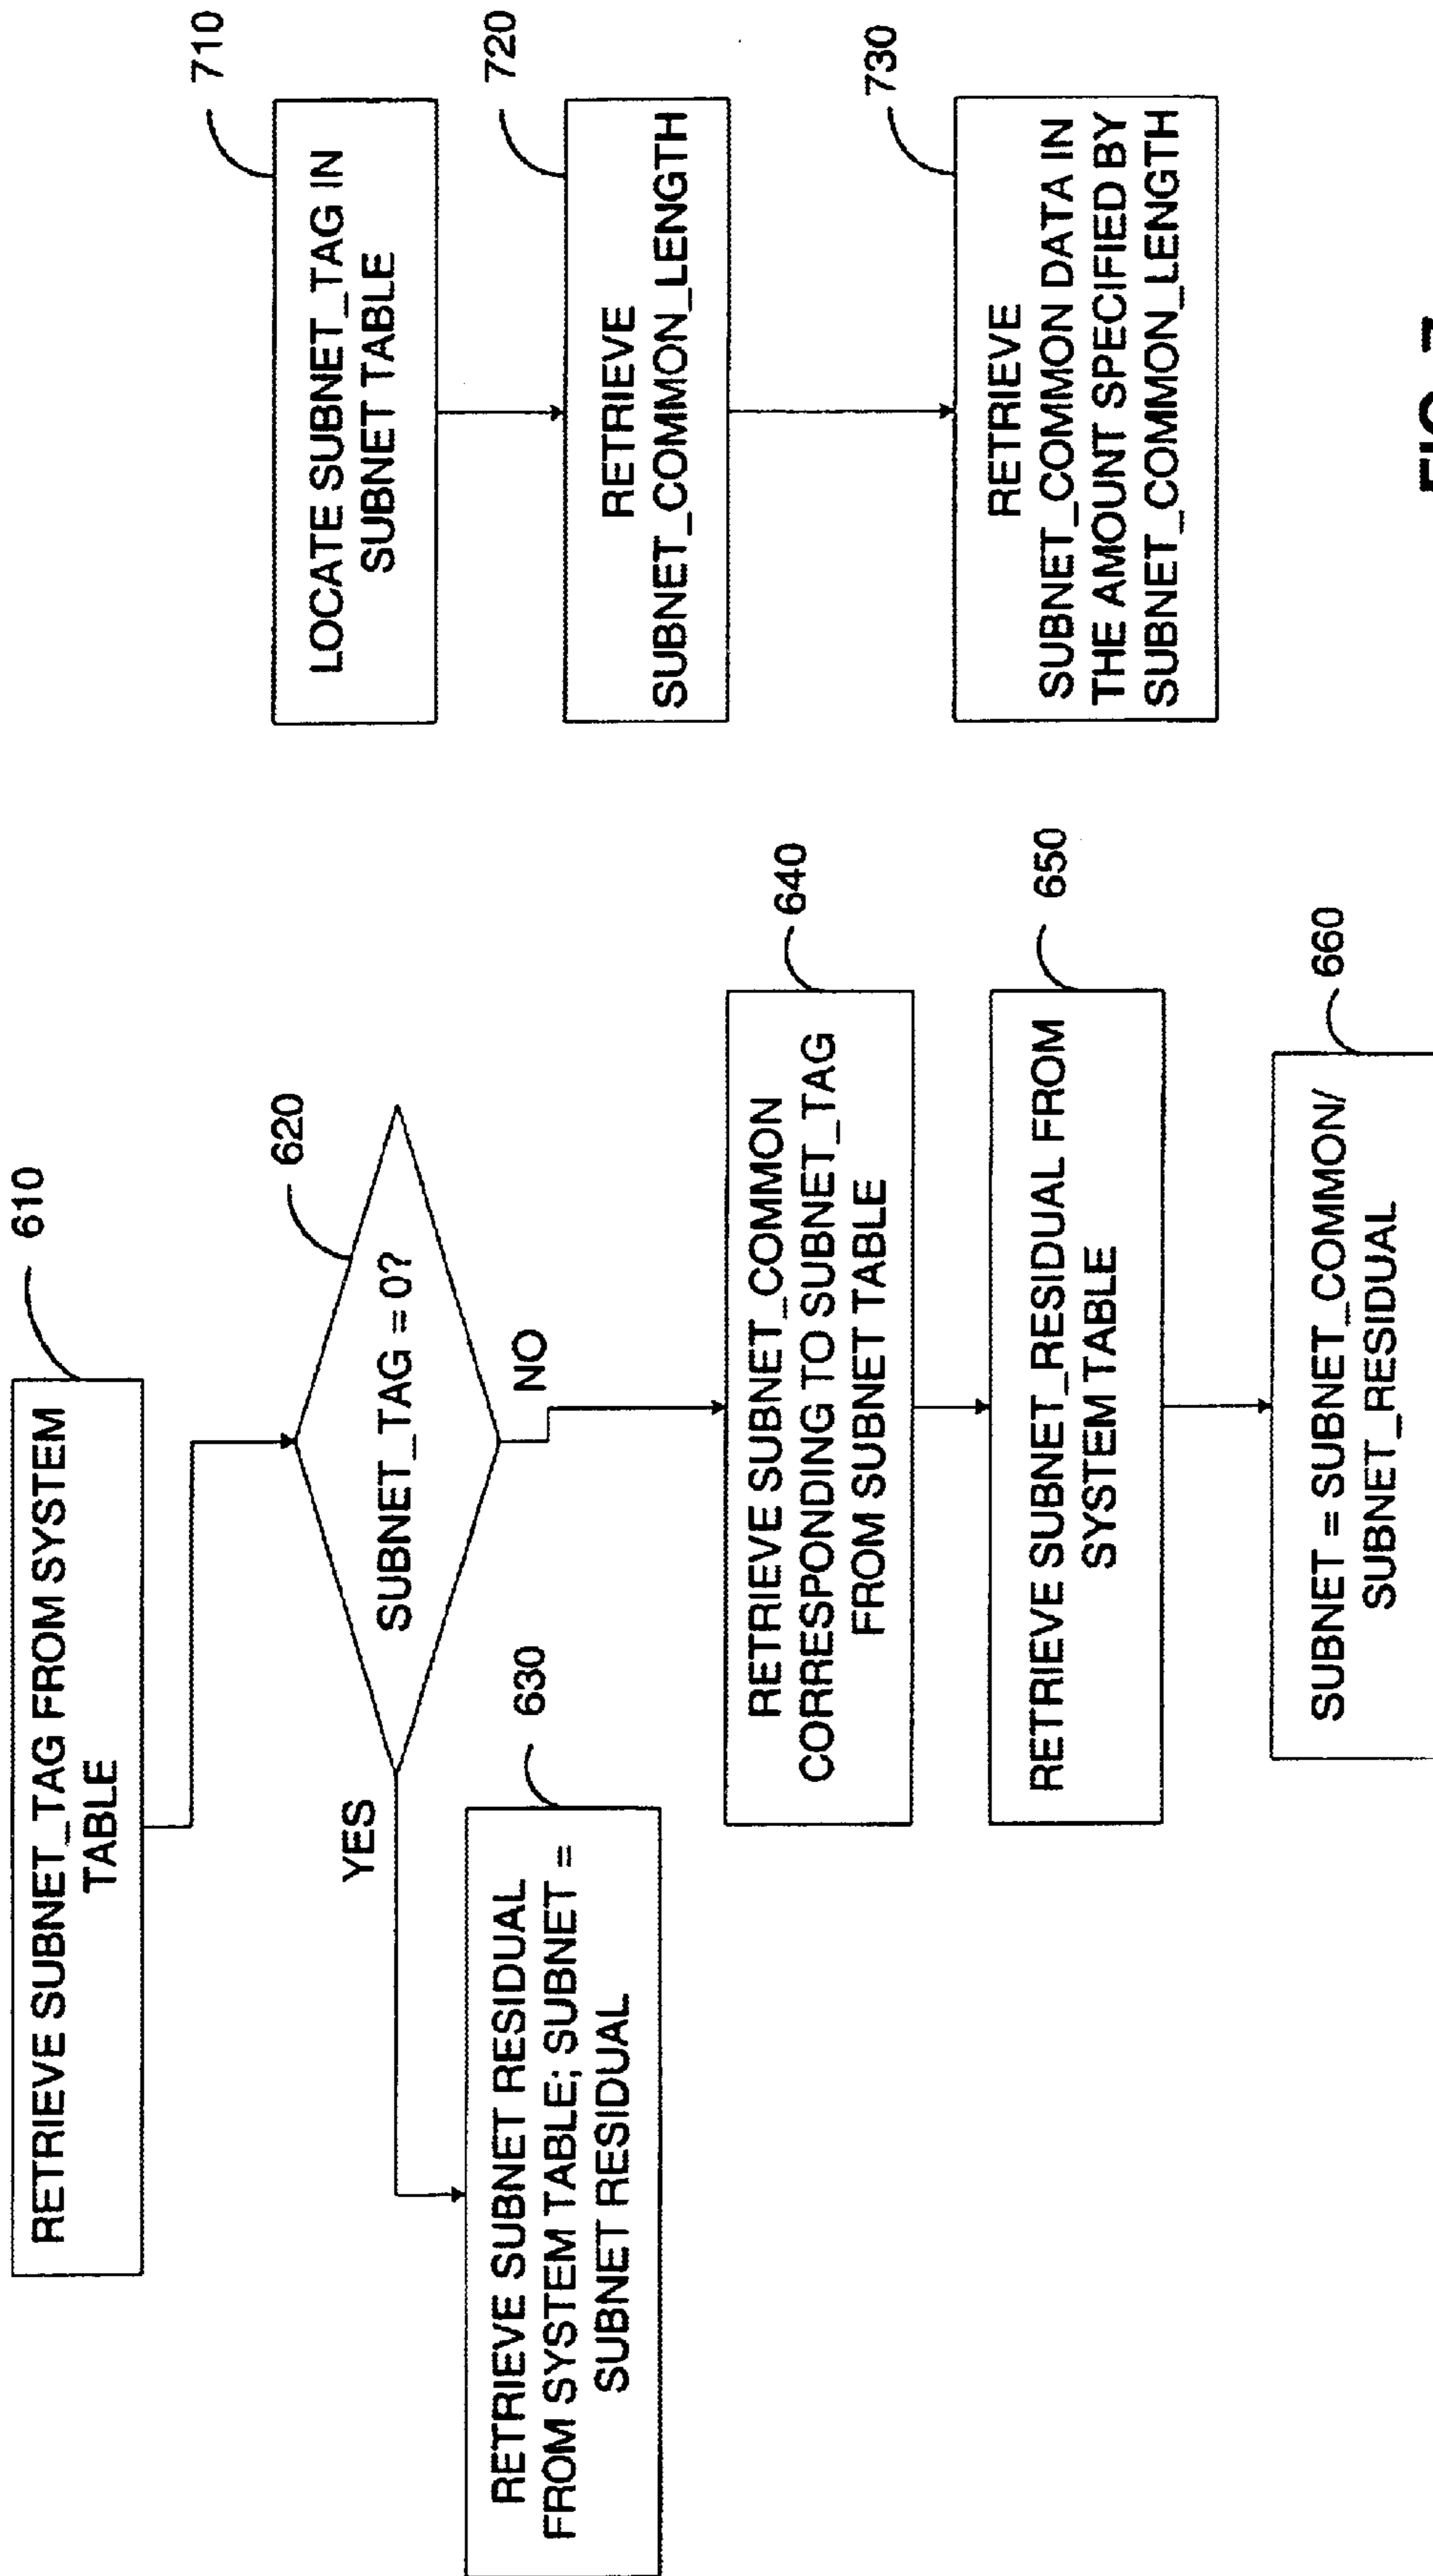 610
RETRIEVE SUBNET_TAG FROM SYSTEM
TABLE
620
SUBNET_TAG = 0?
YES
NO
630
RETRIEVE SUBNET RESIDUAL
FROM SYSTEM TABLE; SUBNET =
SUBNET RESIDUAL
640
RETRIEVE SUBNET_COMMON
CORRESPONDING TO SUBNET_TAG
FROM SUBNET TABLE
650
RETRIEVE SUBNET_RESIDUAL FROM
SYSTEM TABLE
660
SUBNET = SUBNET_COMMON/
SUBNET_RESIDUAL
710
LOCATE SUBNET_TAG IN
SUBNET TABLE
720
RETRIEVE
SUBNET_COMMON_LENGTH
730
RETRIEVE
SUBNET_COMMON DATA IN
THE AMOUNT SPECIFIED BY
SUBNET_COMMON_LENGTH